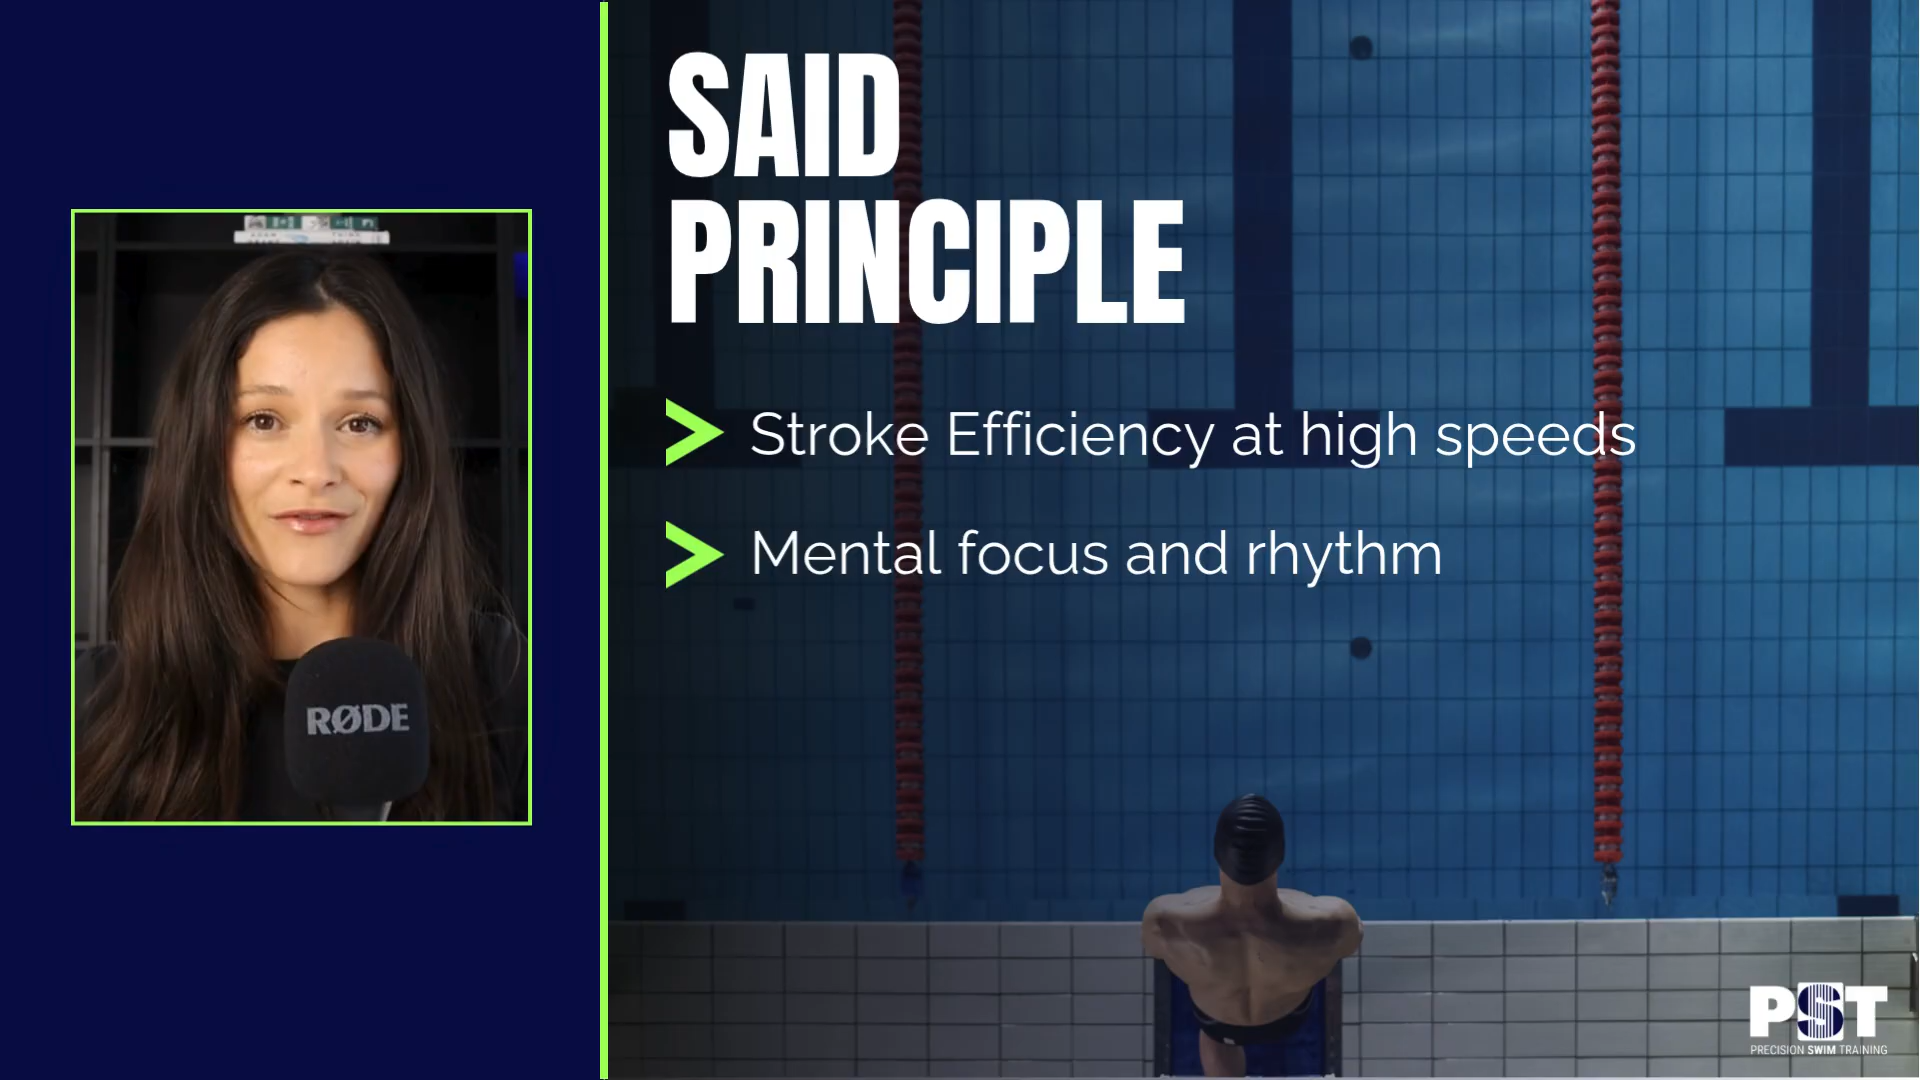 SAID
PRINCIPLE
Stroke Efficiency at high speeds
Mental focus and rhythm
RØDE
PST
PRECISION SWIM TRAINING